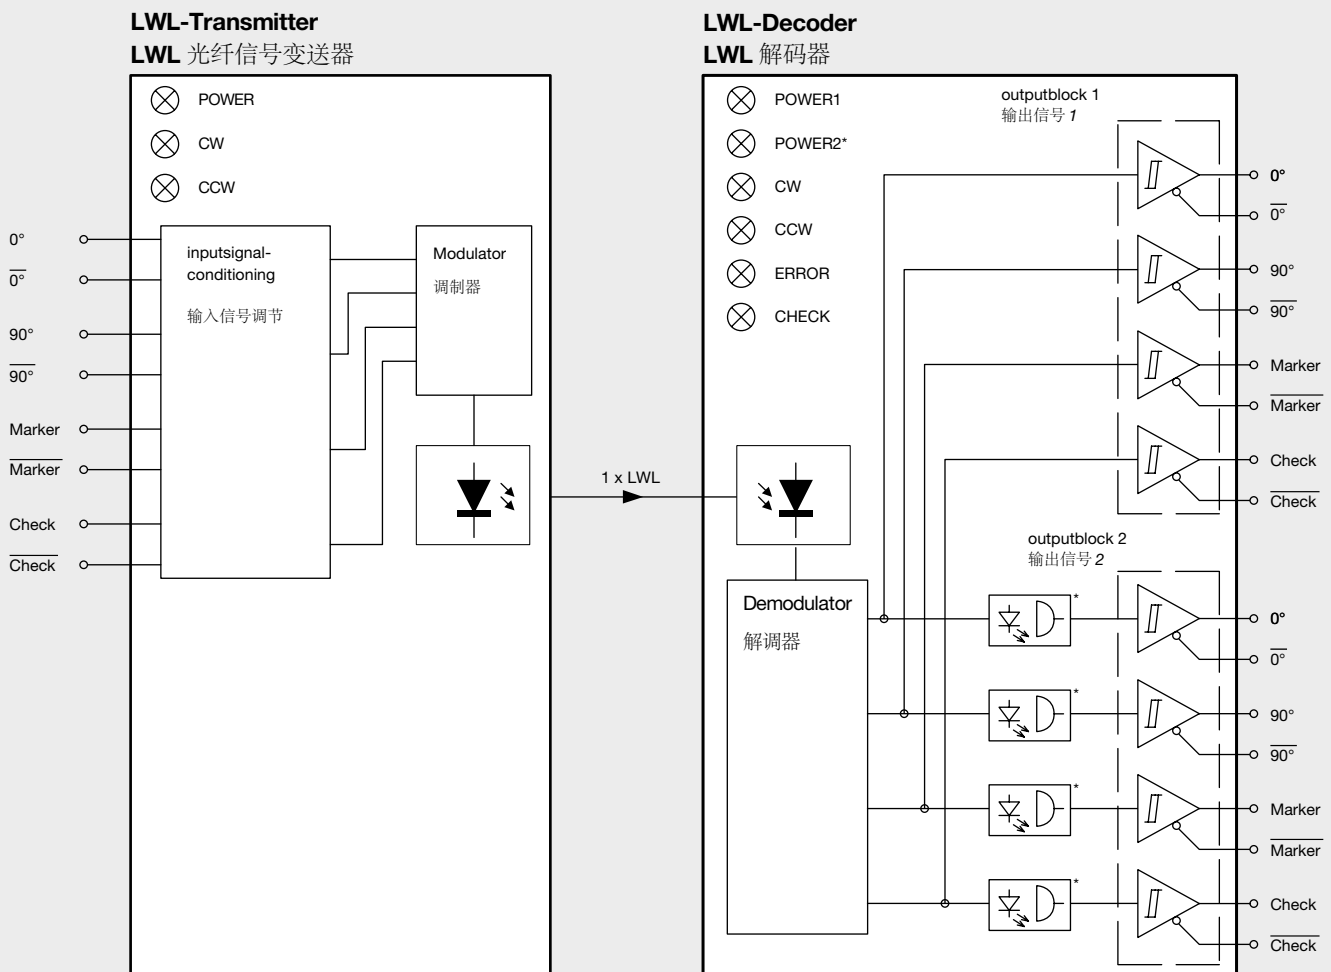 LWL-Transmitter
LWL 光纤信号变送器
POWER
CW
CCW
0°
0°
90°
90°
Marker
Marker
Check
Check
inputsignal-
conditioning
输入信号调节
Modulator
调制器
1 x LWL
LWL-Decoder
LWL 解码器
POWER1
POWER2*
CW
CCW
ERROR
CHECK
outputblock 1
输出信号 1
0°
0°
90°
90°
Marker
Marker
Check
Check
Demodulator
解调器
outputblock 2
输出信号 2
*
*
*
*
0°
0°
90°
90°
Marker
Marker
Check
Check